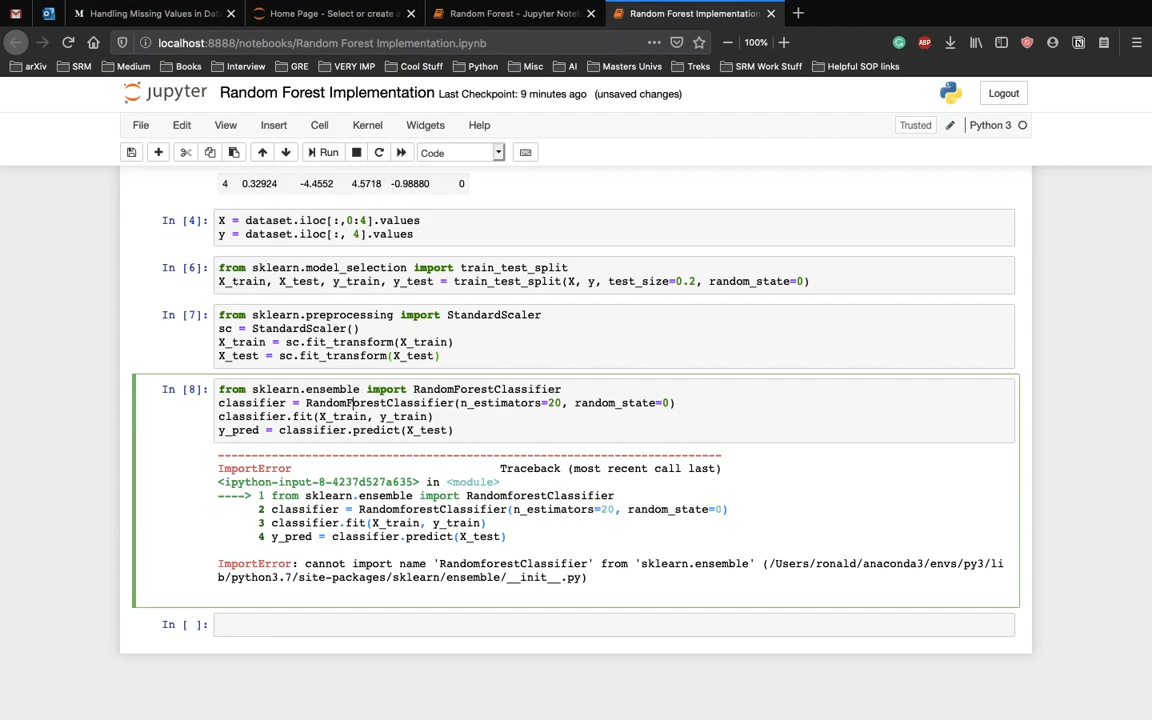 Handling Missing Values in Data
Home Page - Select or create a
Random Forest - Jupyter Note
Random Forest Implementation
localhost:8888/notebooks/Random Forest Implementation.ipynb
100%
ABP
arXiv SRM Medium Books Interview GRE VERY IMP Cool Stuff Python Misc AI Masters Univs Treks SRM Work Stuff Helpful SOP links
jupyter Random Forest Implementation Last Checkpoint: 9 minutes ago (unsaved changes) Logout
File Edit View Insert Cell Kernel Widgets Help Trusted Python 3
Run Code
4 0.32924 -4.4552 4.5718 -0.98880 0
In [4]: X = dataset.iloc[:,0:4].values
y = dataset.iloc[:, 4].values
In [6]: from sklearn.model_selection import train_test_split
X_train, X_test, y_train, y_test = train_test_split(X, y, test_size=0.2, random_state=0)
In [7]: from sklearn.preprocessing import StandardScaler
sc = StandardScaler()
X_train = sc.fit_transform(X_train)
X_test = sc.fit_transform(X_test)
In [8]: from sklearn.ensemble import RandomForestClassifier
classifier = RandomForestClassifier(n_estimators=20, random_state=0)
classifier.fit(X_train, y_train)
y_pred = classifier.predict(X_test)
---------------------------------------------------------------------------
ImportError Traceback (most recent call last)
<ipython-input-8-4237d527a635> in <module>
----> 1 from sklearn.ensemble import RandomforestClassifier
2 classifier = RandomforestClassifier(n_estimators=20, random_state=0)
3 classifier.fit(X_train, y_train)
4 y_pred = classifier.predict(X_test)
ImportError: cannot import name 'RandomforestClassifier' from 'sklearn.ensemble' (/Users/ronald/anaconda3/envs/py3/li
b/python3.7/site-packages/sklearn/ensemble/__init__.py)
In [ ]: